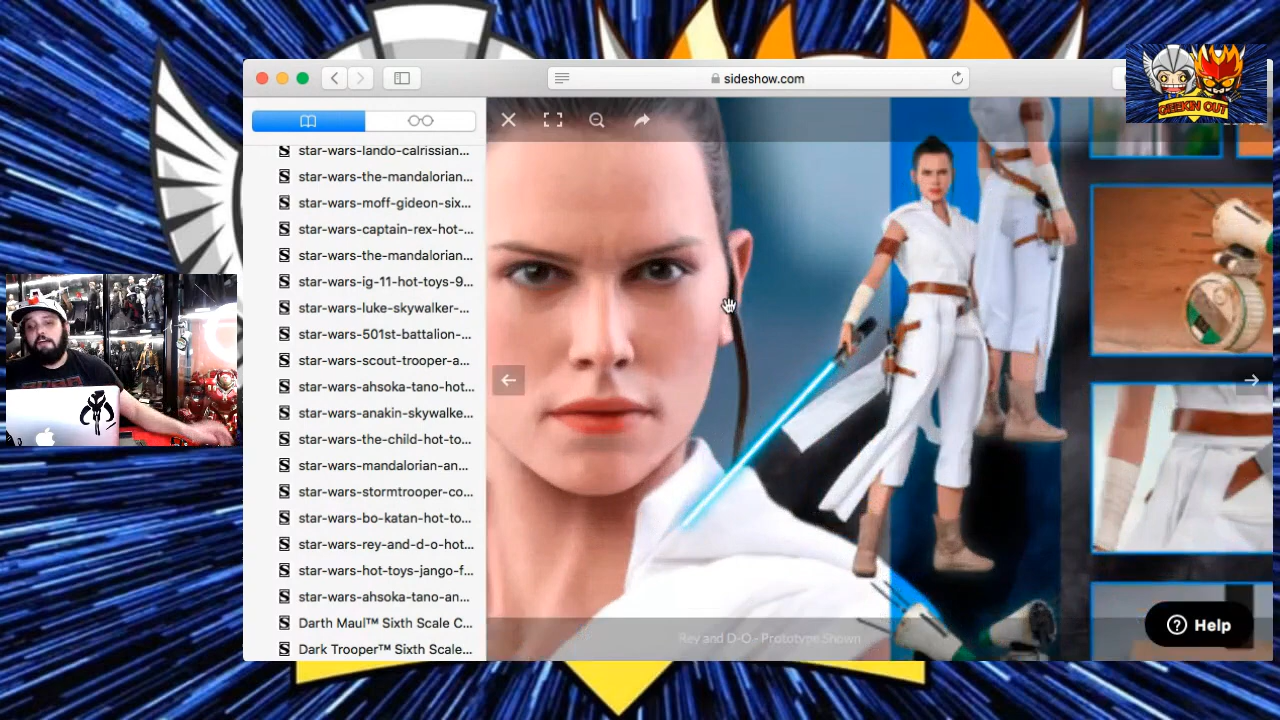 sideshow.com
GEEKIN OUT
star-wars-lando-calrissian...
star-wars-the-mandalorian...
star-wars-moff-gideon-six...
star-wars-captain-rex-hot-...
star-wars-the-mandalorian...
star-wars-ig-11-hot-toys-9...
star-wars-luke-skywalker-...
star-wars-501st-battalion-...
star-wars-scout-trooper-a...
star-wars-ahsoka-tano-hot...
star-wars-anakin-skywalke...
star-wars-the-child-hot-to...
star-wars-mandalorian-an...
star-wars-stormtrooper-co...
star-wars-bo-katan-hot-to...
star-wars-rey-and-d-o-hot...
star-wars-hot-toys-jango-f...
star-wars-ahsoka-tano-an...
Darth Maul™ Sixth Scale C...
Dark Trooper™ Sixth Scale...
Rey and D-O - Prototype Shown
Help